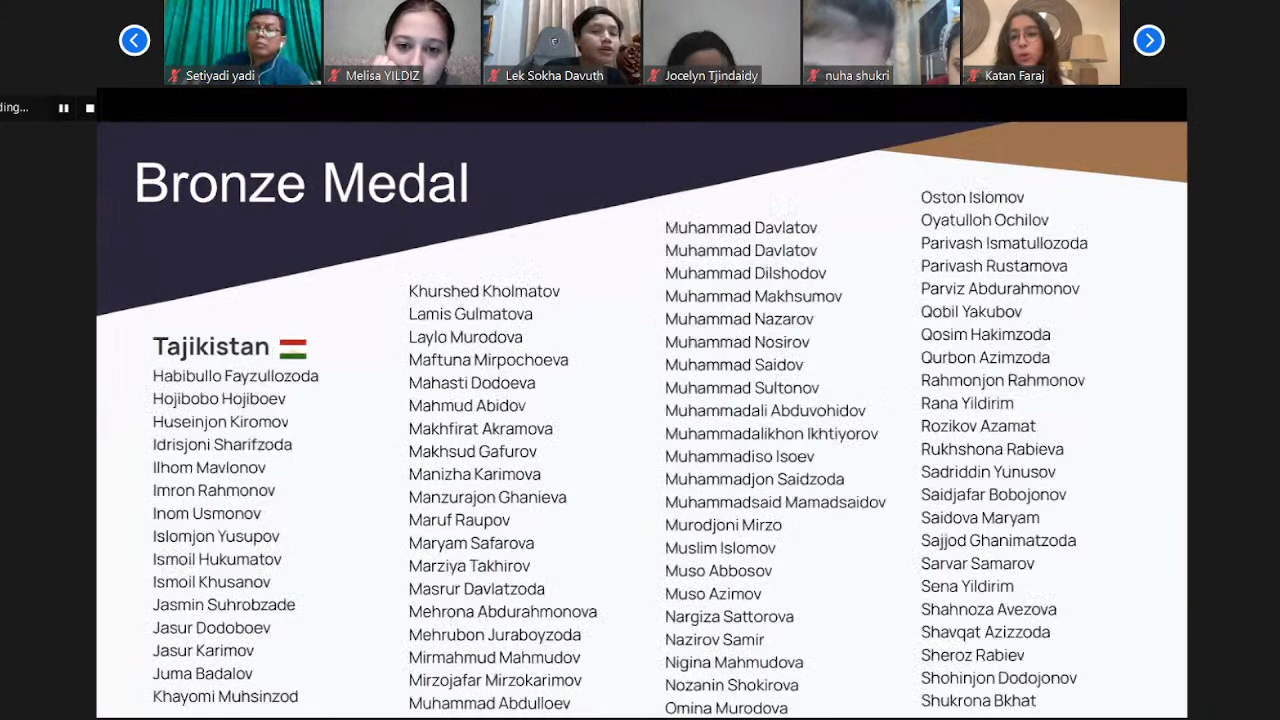 Setiyadi yadi
Melisa YILDIZ
Lek Sokha Davuth
Jocelyn Tjindaidy
nuha shukri
Katan Faraj
ding...
Bronze Medal
Tajikistan
Habibullo Fayzullozoda
Hojibobo Hojiboev
Huseinjon Kiromov
Idrisjoni Sharifzoda
Ilhom Mavlonov
Imron Rahmonov
Inom Usmonov
Islomjon Yusupov
Ismoil Hukumatov
Ismoil Khusanov
Jasmin Suhrobzade
Jasur Dodoboev
Jasur Karimov
Juma Badalov
Khayomi Muhsinzod
Khurshed Kholmatov
Lamis Gulmatova
Laylo Murodova
Maftuna Mirpochoeva
Mahasti Dodoeva
Mahmud Abidov
Makhfirat Akramova
Makhsud Gafurov
Manizha Karimova
Manzurajon Ghanieva
Maruf Raupov
Maryam Safarova
Marziya Takhirov
Masrur Davlatzoda
Mehrona Abdurahmonova
Mehrubon Juraboyzoda
Mirmahmud Mahmudov
Mirzojafar Mirzokarimov
Muhammad Abdulloev
Muhammad Davlatov
Muhammad Davlatov
Muhammad Dilshodov
Muhammad Makhsumov
Muhammad Nazarov
Muhammad Nosirov
Muhammad Saidov
Muhammad Sultonov
Muhammadali Abduvohidov
Muhammadalikhon Ikhtiyorov
Muhammadiso Isoev
Muhammadjon Saidzoda
Muhammadsaid Mamadsaidov
Murodjoni Mirzo
Muslim Islomov
Muso Abbosov
Muso Azimov
Nargiza Sattorova
Nazirov Samir
Nigina Mahmudova
Nozanin Shokirova
Omina Murodova
Oston Islomov
Oyatulloh Ochilov
Parivash Ismatullozoda
Parivash Rustamova
Parviz Abdurahmonov
Qobil Yakubov
Qosim Hakimzoda
Qurbon Azimzoda
Rahmonjon Rahmonov
Rana Yildirim
Rozikov Azamat
Rukhshona Rabieva
Sadriddin Yunusov
Saidjafar Bobojonov
Saidova Maryam
Sajjod Ghanimatzoda
Sarvar Samarov
Sena Yildirim
Shahnoza Avezova
Shavqat Azizzoda
Sheroz Rabiev
Shohinjon Dodojonov
Shukrona Bkhat